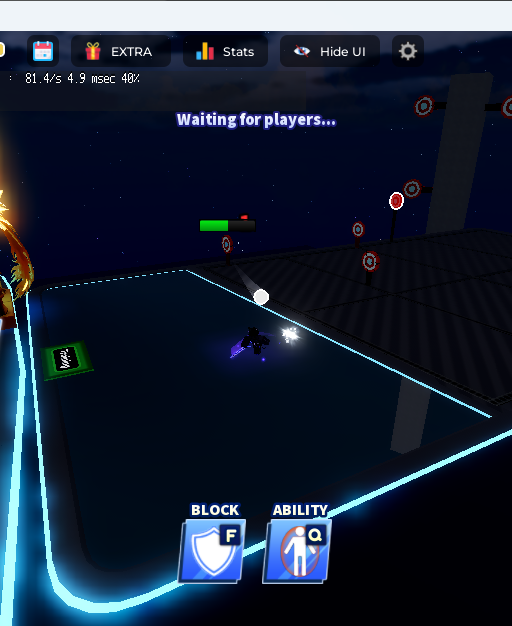 EXTRA
Stats
Hide UI
: 81.4/s 4.9 msec 40%
Waiting for players...
BLOCK
ABILITY
F
Q